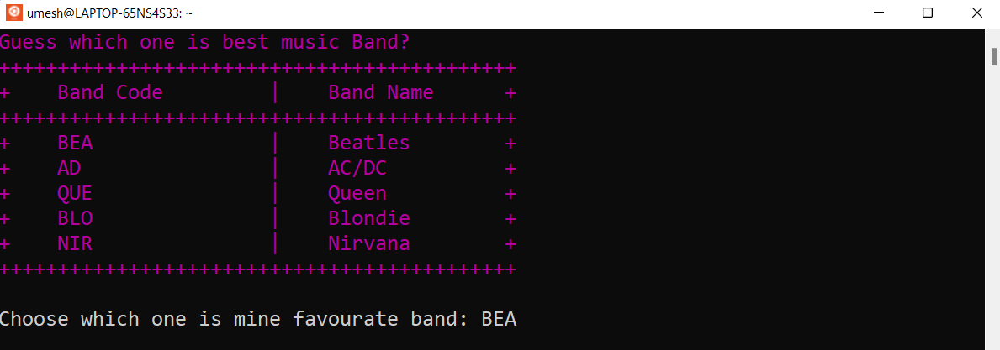 umesh@LAPTOP-65NS4S33: ~
Guess which one is best music Band?
++++++++++++++++++++++++++++++++++++++++++++
+    Band Code         |    Band Name      +
++++++++++++++++++++++++++++++++++++++++++++
+    BEA               |    Beatles        +
+    AD                |    AC/DC          +
+    QUE               |    Queen          +
+    BLO               |    Blondie        +
+    NIR               |    Nirvana        +
++++++++++++++++++++++++++++++++++++++++++++
Choose which one is mine favourate band: BEA